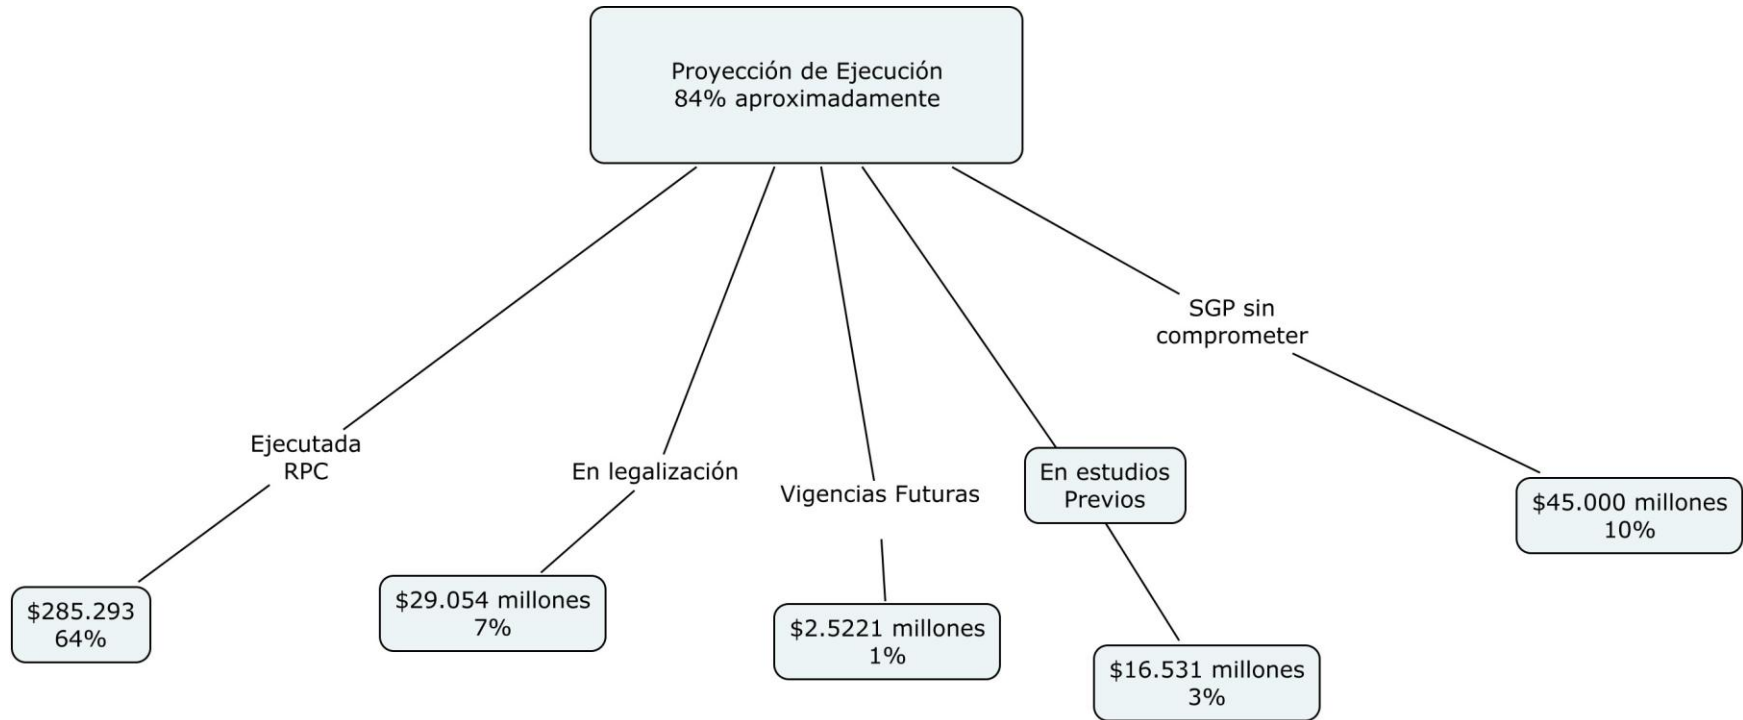 Proyección de Ejecución
84% aproximadamente
SGP sin
comprometer
Ejecutada
RPC
En legalización
Vigencias Futuras
En estudios
Previos
$45.000 millones
10%
$285.293
64%
$29.054 millones
7%
$2.5221 millones
1%
$16.531 millones
3%